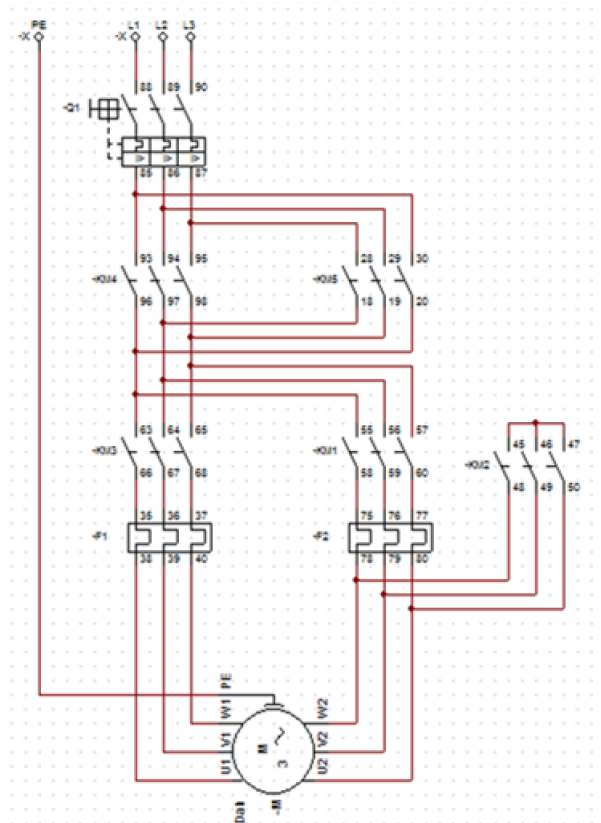 PE L1 L2 L3
-X -X
88 89 90
-Q1
I> I> I>
85 86 87
93 94 95 28 29 30
-KM4 -KM5
96 97 98 18 19 20
63 64 65 55 56 57 45 46 47
-KM3 -KM1 -KM2
66 67 68 58 59 60 48 49 50
35 36 37 75 76 77
-F1 -F2
38 39 40 78 79 80
PE
W1 W2
M
V1 V2
3
U1 U2
Dah -M